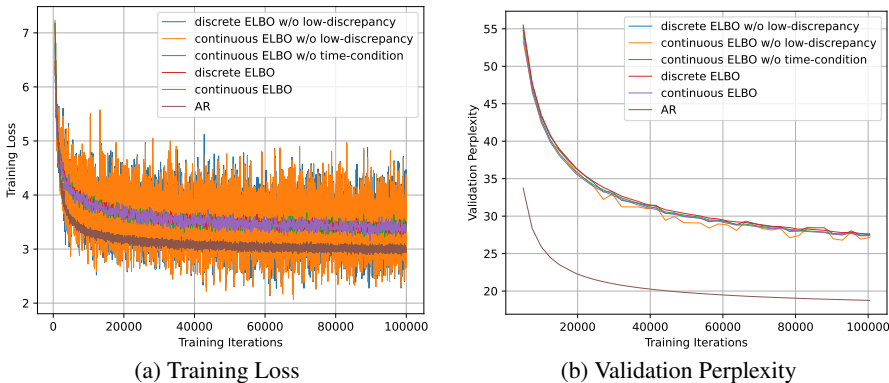 discrete ELBO w/o low-discrepancy
continuous ELBO w/o low-discrepancy
continuous ELBO w/o time-condition
discrete ELBO
continuous ELBO
AR
7
6
5
4
3
2
Training Loss
0
20000
40000
60000
80000
100000
Training Iterations
(a) Training Loss
discrete ELBO w/o low-discrepancy
continuous ELBO w/o low-discrepancy
continuous ELBO w/o time-condition
discrete ELBO
continuous ELBO
AR
55
50
45
40
35
30
25
20
Validation Perplexity
20000
40000
60000
80000
100000
Training Iterations
(b) Validation Perplexity